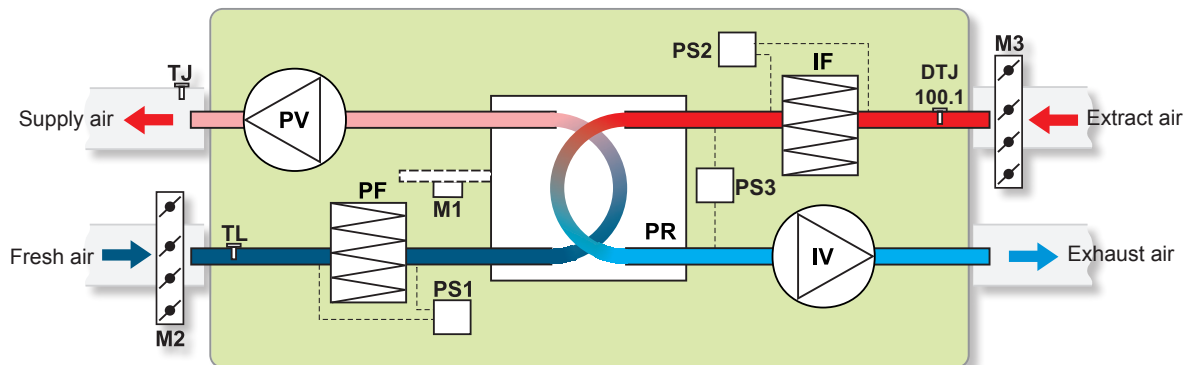 PS2
IF
M3
TJ
DTJ
100.1
Supply air
PV
Extract air
PF
M1
PS3
TL
PR
Fresh air
IV
Exhaust air
PS1
M2